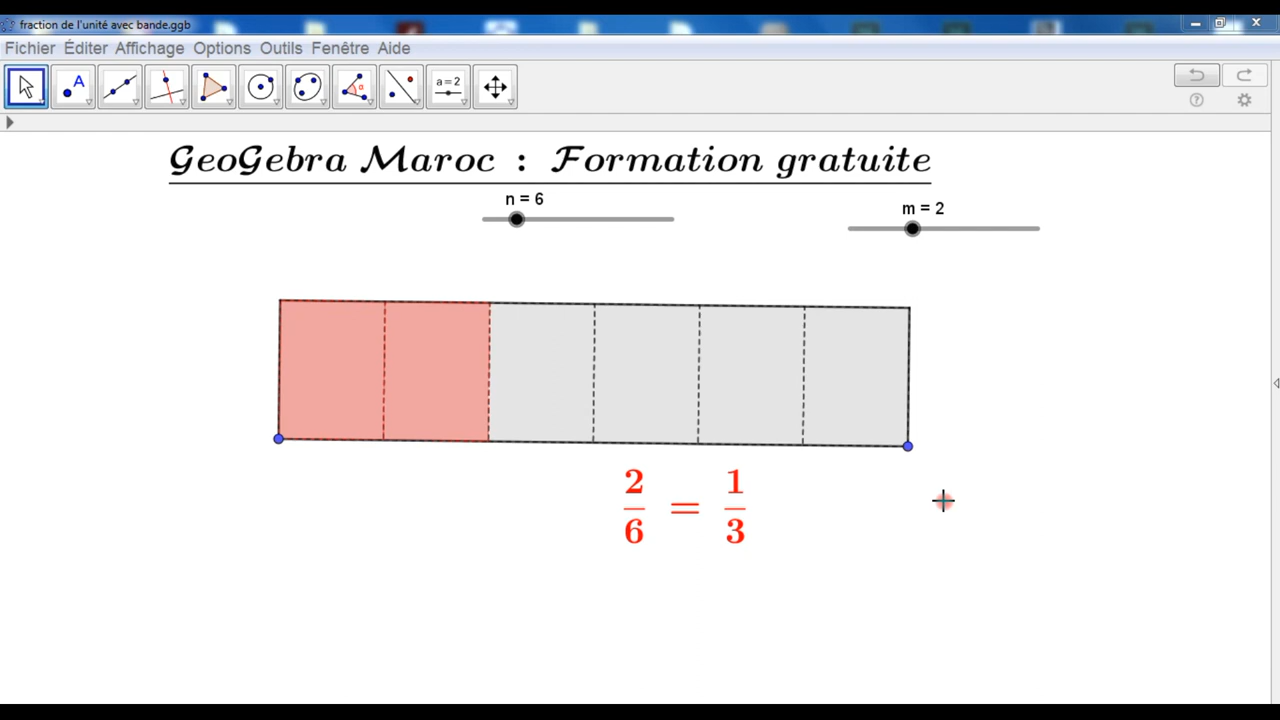 fraction de l'unité avec bande.ggb
Fichier Éditer Affichage Options Outils Fenêtre Aide
A
α
a=2
GeoGebra Maroc : Formation gratuite
n = 6
m = 2
2/6 = 1/3